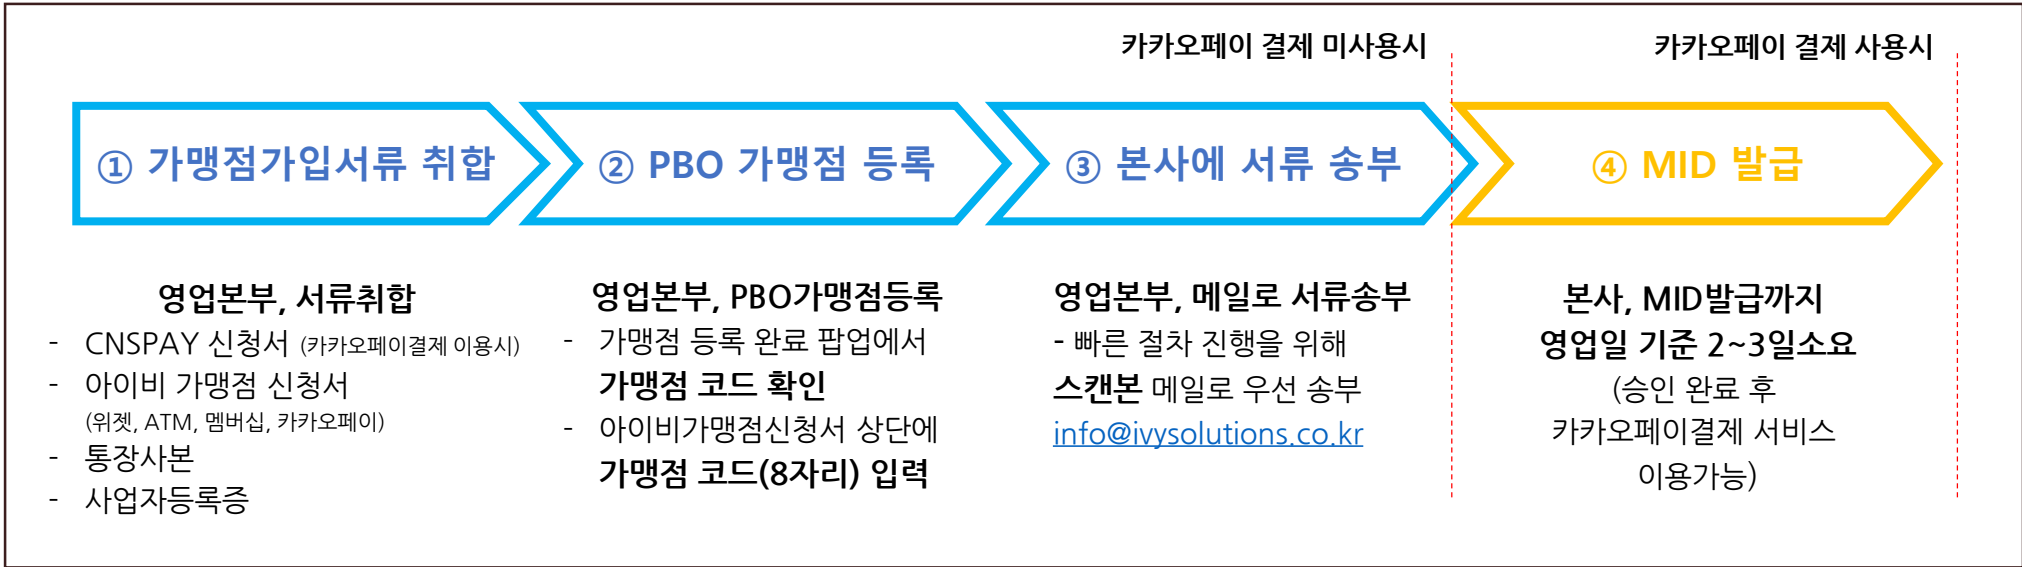 카카오페이 결제 미사용시
카카오페이 결제 사용시
① 가맹점가입서류 취합
② PBO 가맹점 등록
③ 본사에 서류 송부
④ MID 발급
영업본부, 서류취합
- CNSPAY 신청서 (카카오페이결제 이용시)
- 아이비 가맹점 신청서
(위젯, ATM, 멤버십, 카카오페이)
- 통장사본
- 사업자등록증
영업본부, PBO가맹점등록
- 가맹점 등록 완료 팝업에서
가맹점 코드 확인
- 아이비가맹점신청서 상단에
가맹점 코드(8자리) 입력
영업본부, 메일로 서류송부
- 빠른 절차 진행을 위해
스캔본 메일로 우선 송부
info@ivysolutions.co.kr
본사, MID발급까지
영업일 기준 2~3일소요
(승인 완료 후
카카오페이결제 서비스
이용가능)